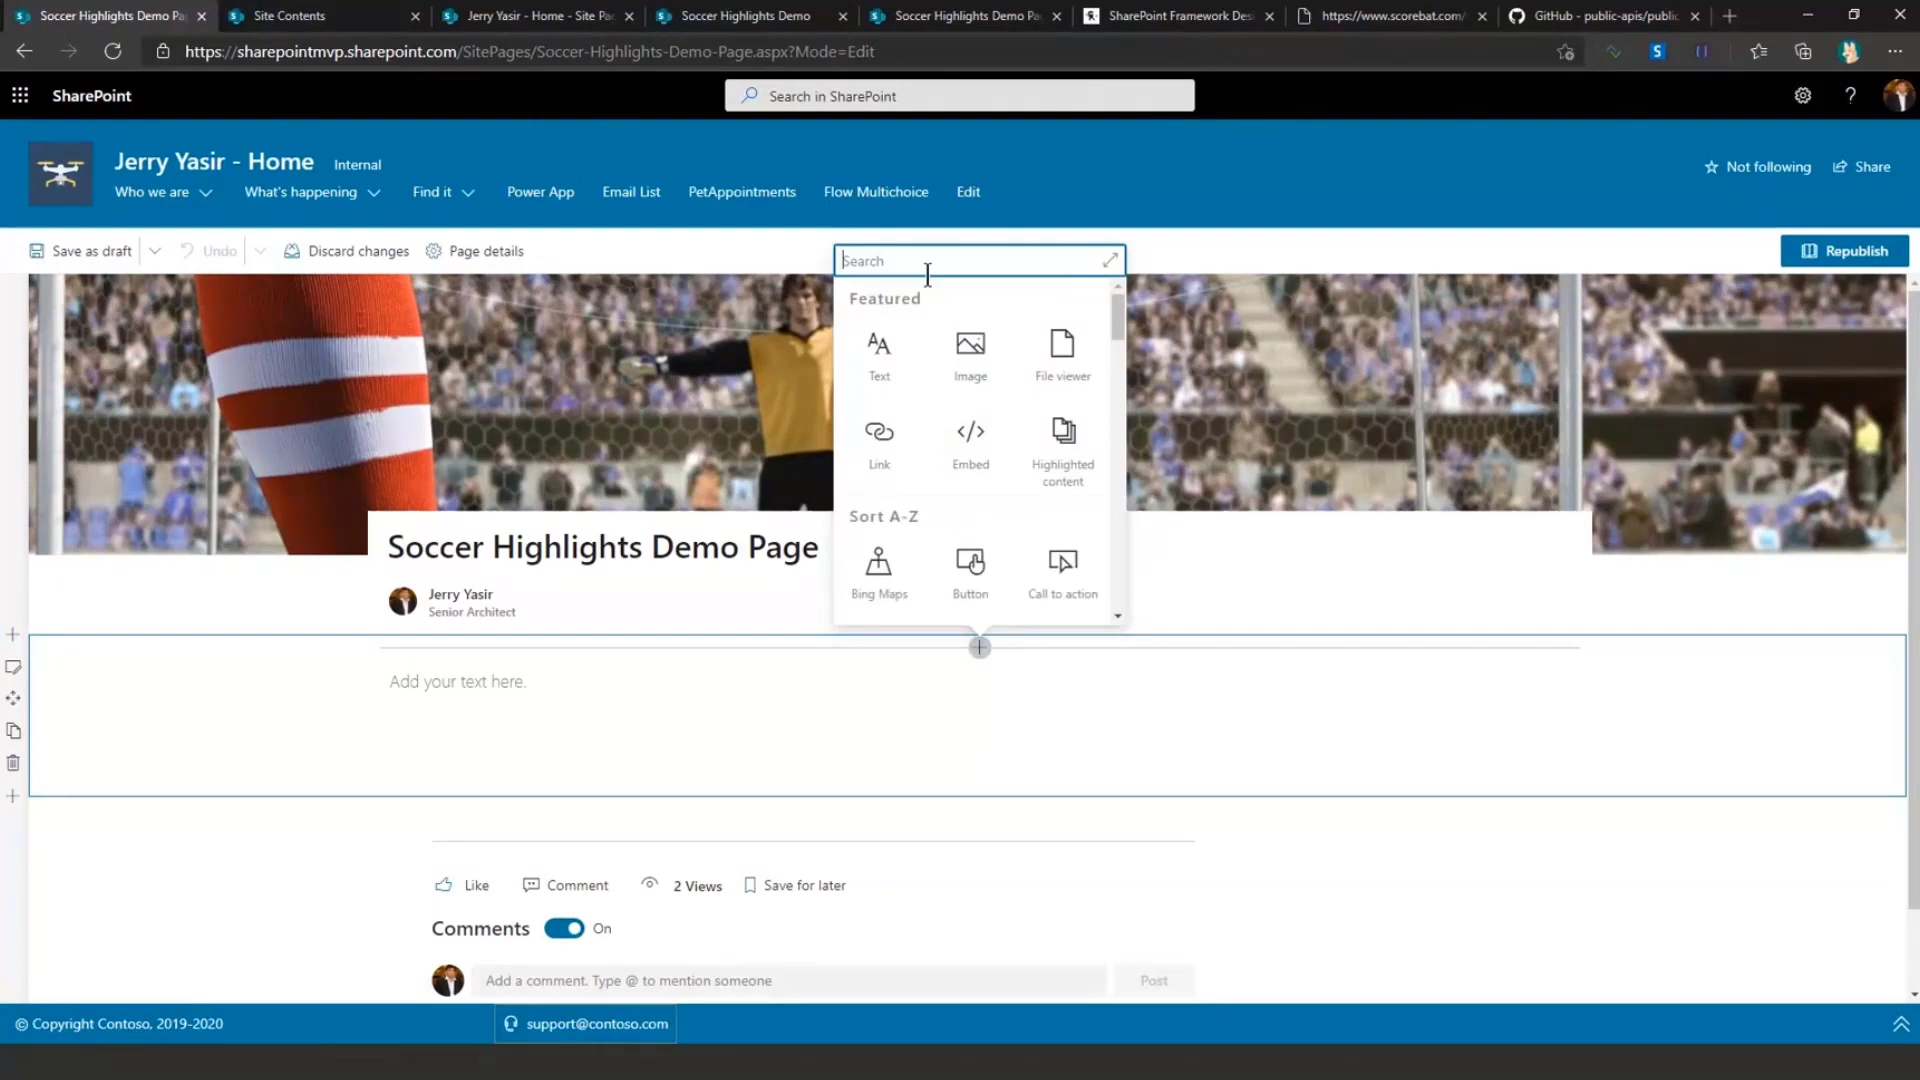 Soccer Highlights Demo Pa
Site Contents
Jerry Yasir - Home - Site Pa
Soccer Highlights Demo
Soccer Highlights Demo Pa
SharePoint Framework Des
https://www.scorebat.com/
GitHub - public-apis/public
https://sharepointmvp.sharepoint.com/SitePages/Soccer-Highlights-Demo-Page.aspx?Mode=Edit
SharePoint
Search in SharePoint
Jerry Yasir - Home
Internal
Not following
Share
Who we are
What's happening
Find it
Power App
Email List
PetAppointments
Flow Multichoice
Edit
Save as draft
Undo
Discard changes
Page details
Republish
Search
Featured
Text
Image
File viewer
Link
Embed
Highlighted
content
Sort A-Z
Bing Maps
Button
Call to action
Soccer Highlights Demo Page
Jerry Yasir
Senior Architect
Add your text here.
Like
Comment
2 Views
Save for later
Comments
On
Add a comment. Type @ to mention someone
Post
© Copyright Contoso, 2019-2020
support@contoso.com